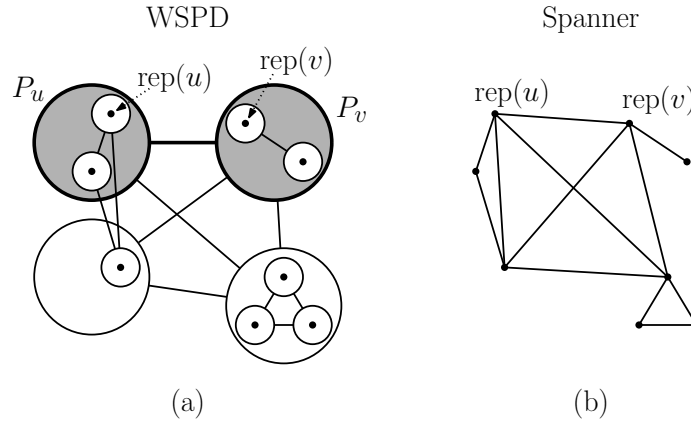 WSPD
Spanner
rep(u)
rep(v)
P_u
P_v
rep(u)
rep(v)
(a)
(b)